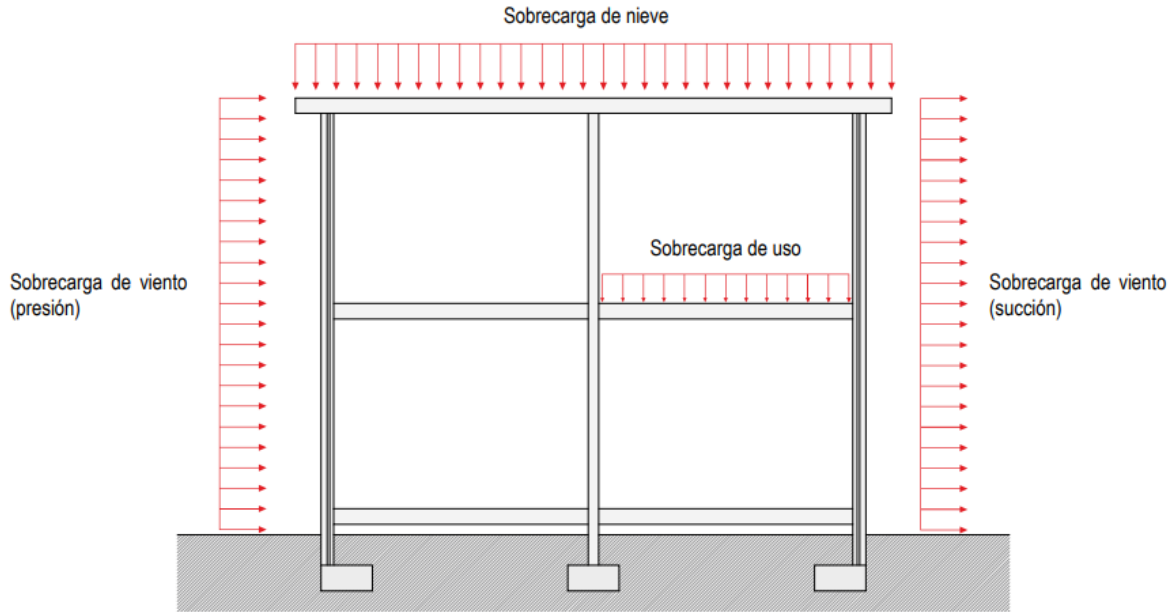 Sobrecarga de nieve
Sobrecarga de uso
Sobrecarga de viento
(presión)
Sobrecarga de viento
(succión)